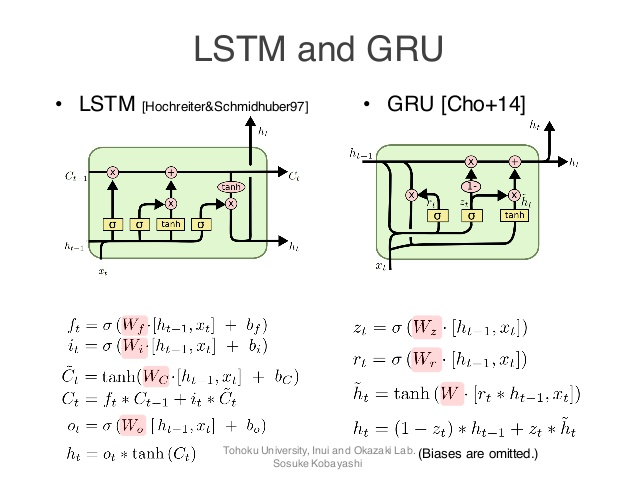 LSTM and GRU
• LSTM [Hochreiter&Schmidhuber97]
h_t
C_{t-1} x + C_t
tanh
x x
σ σ tanh σ
h_{t-1} h_t
x_t
f_t = σ (W_f·[h_{t-1}, x_t] + b_f)
i_t = σ (W_i·[h_{t-1}, x_t] + b_i)
C̃_t = tanh(W_C·[h_{t-1}, x_t] + b_C)
C_t = f_t * C_{t-1} + i_t * C̃_t
o_t = σ (W_o [h_{t-1}, x_t] + b_o)
h_t = o_t * tanh (C_t)
• GRU [Cho+14]
h_t
h_{t-1} x + h_t
1-
x r_t z_t x h̃_t
σ σ tanh
x_t
z_t = σ (W_z · [h_{t-1}, x_t])
r_t = σ (W_r · [h_{t-1}, x_t])
h̃_t = tanh (W · [r_t * h_{t-1}, x_t])
h_t = (1 − z_t) * h_{t-1} + z_t * h̃_t
(Biases are omitted.)
Tohoku University, Inui and Okazaki Lab.
Sosuke Kobayashi